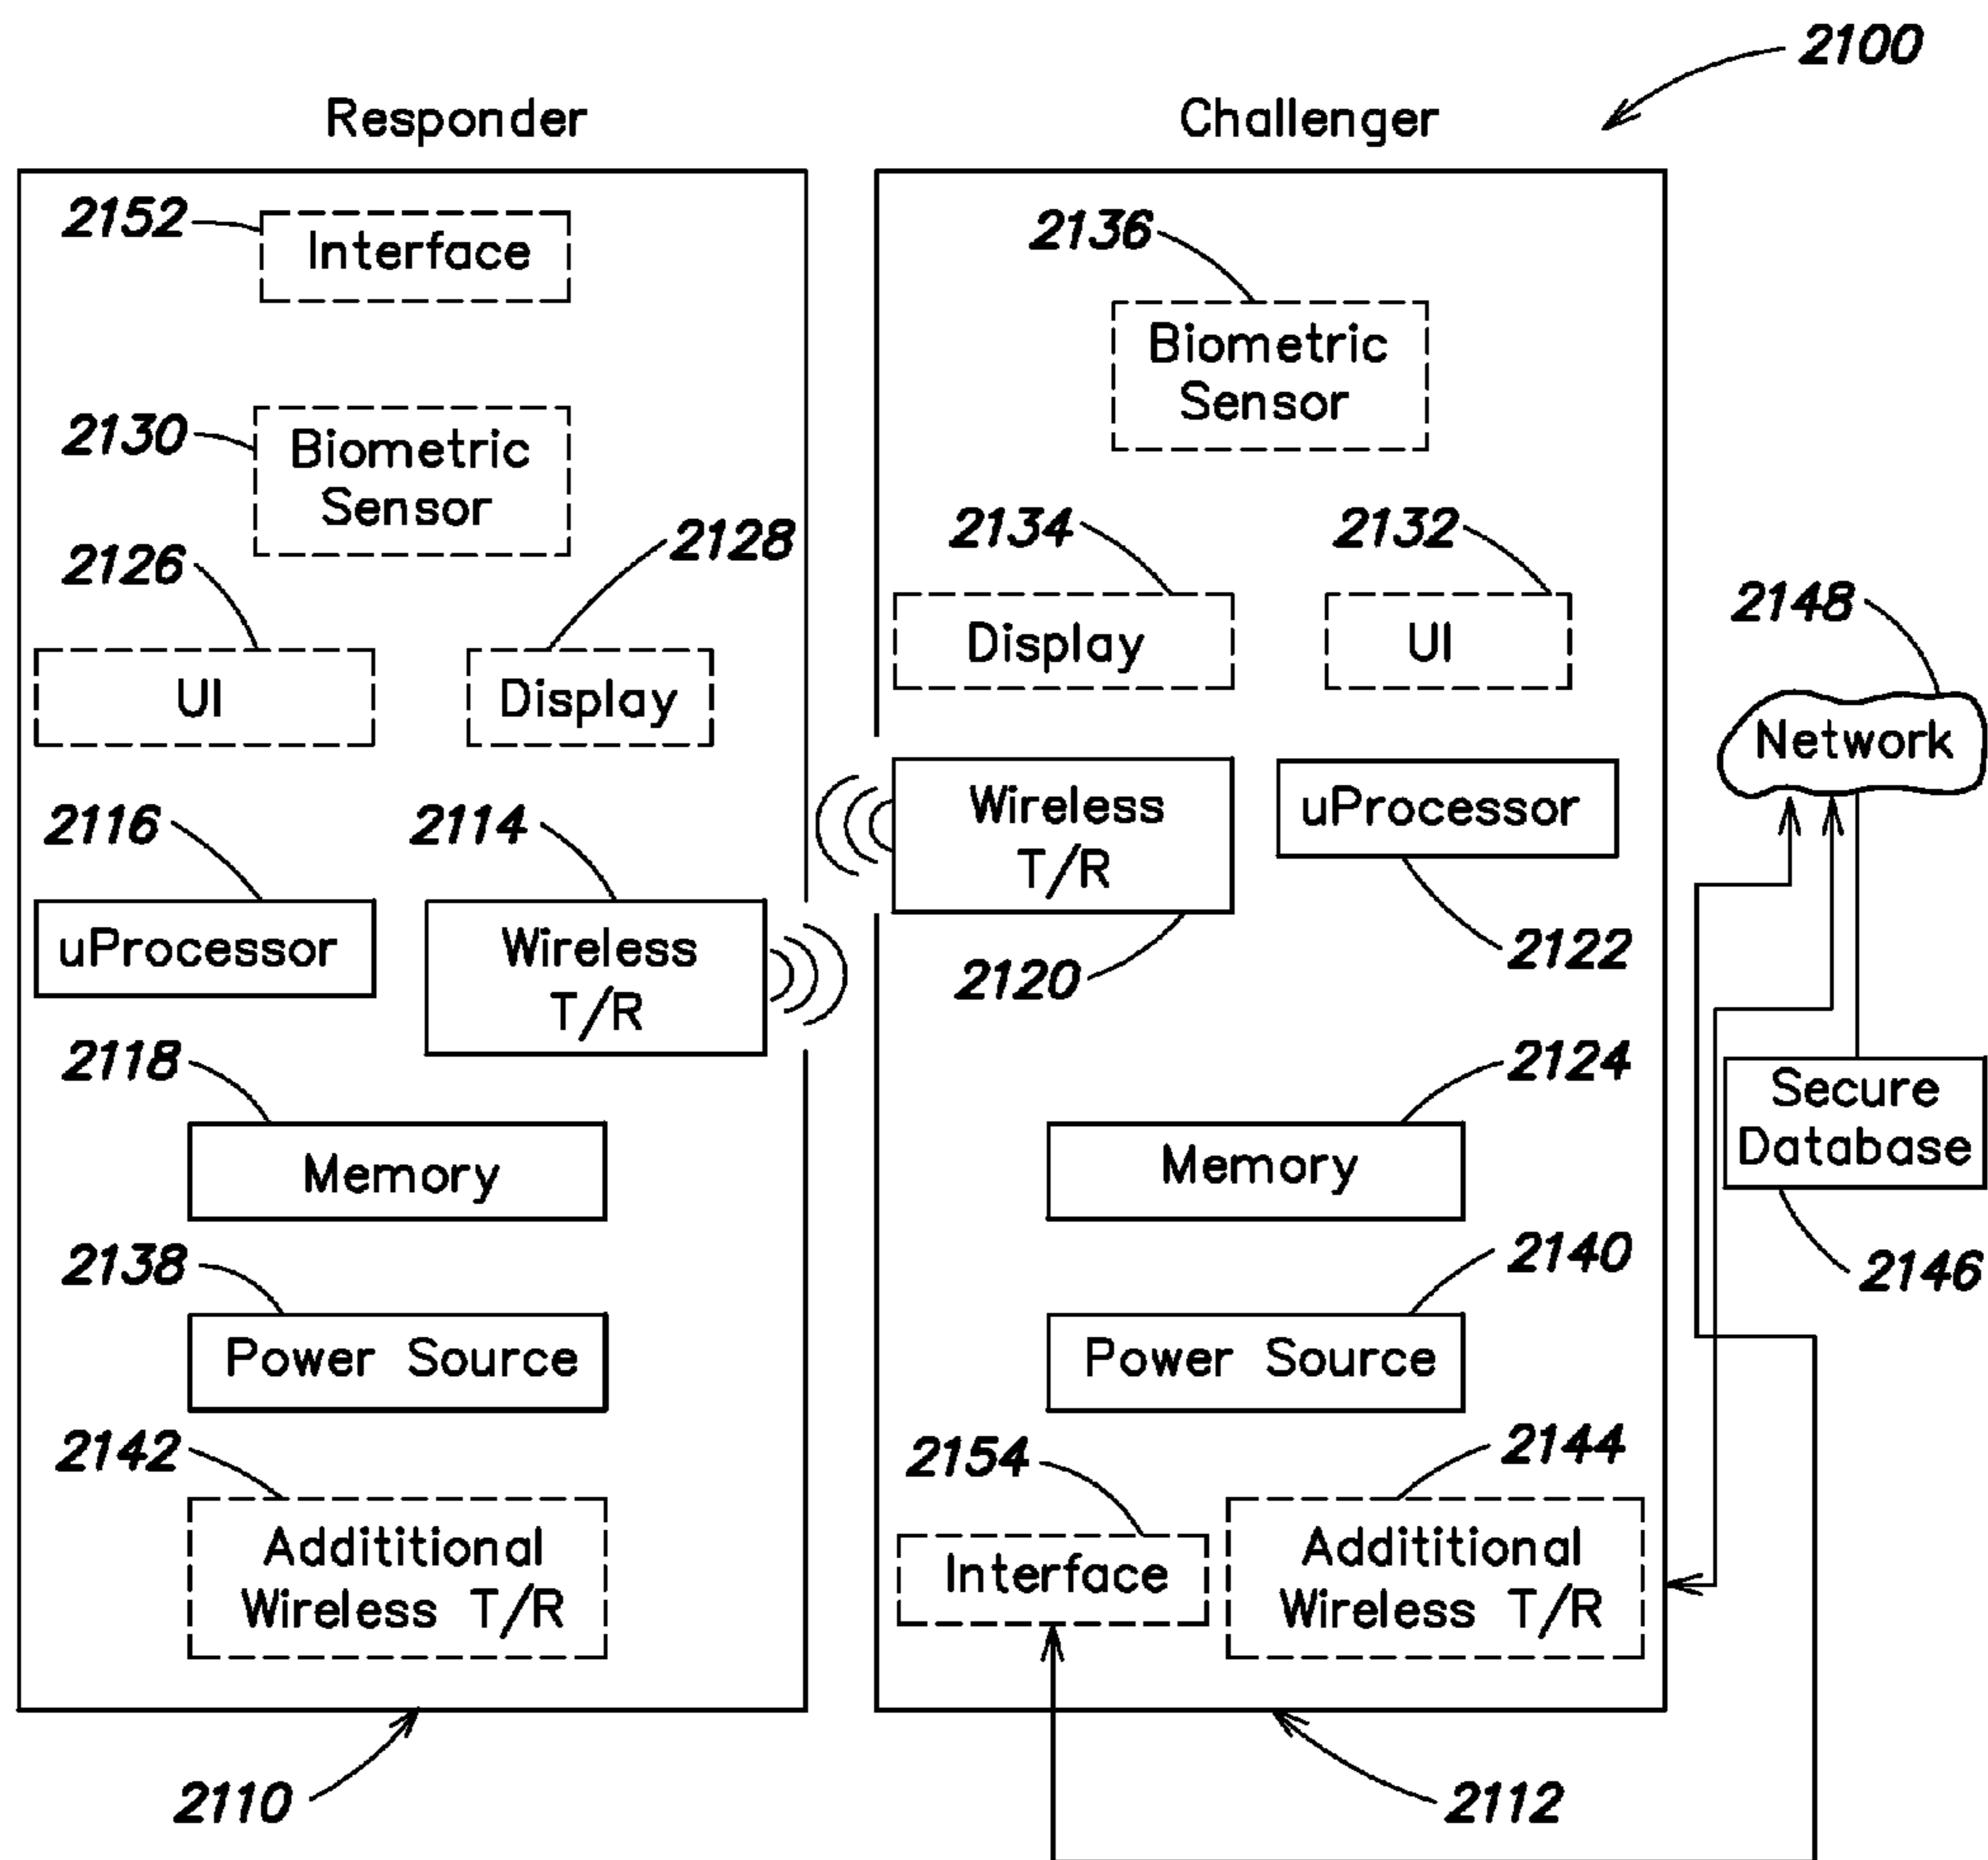 2100
Responder
Challenger
2152
Interface
2130
Biometric
Sensor
2126
2128
UI
Display
2116
2114
uProcessor
Wireless
T/R
2118
Memory
2138
Power Source
2142
Addititional
Wireless T/R
2110
2136
Biometric
Sensor
2134
2132
Display
UI
Wireless
T/R
uProcessor
2120
2122
2124
Memory
2140
Power Source
2154
2144
Interface
Addititional
Wireless T/R
2112
2148
Network
Secure
Database
2146